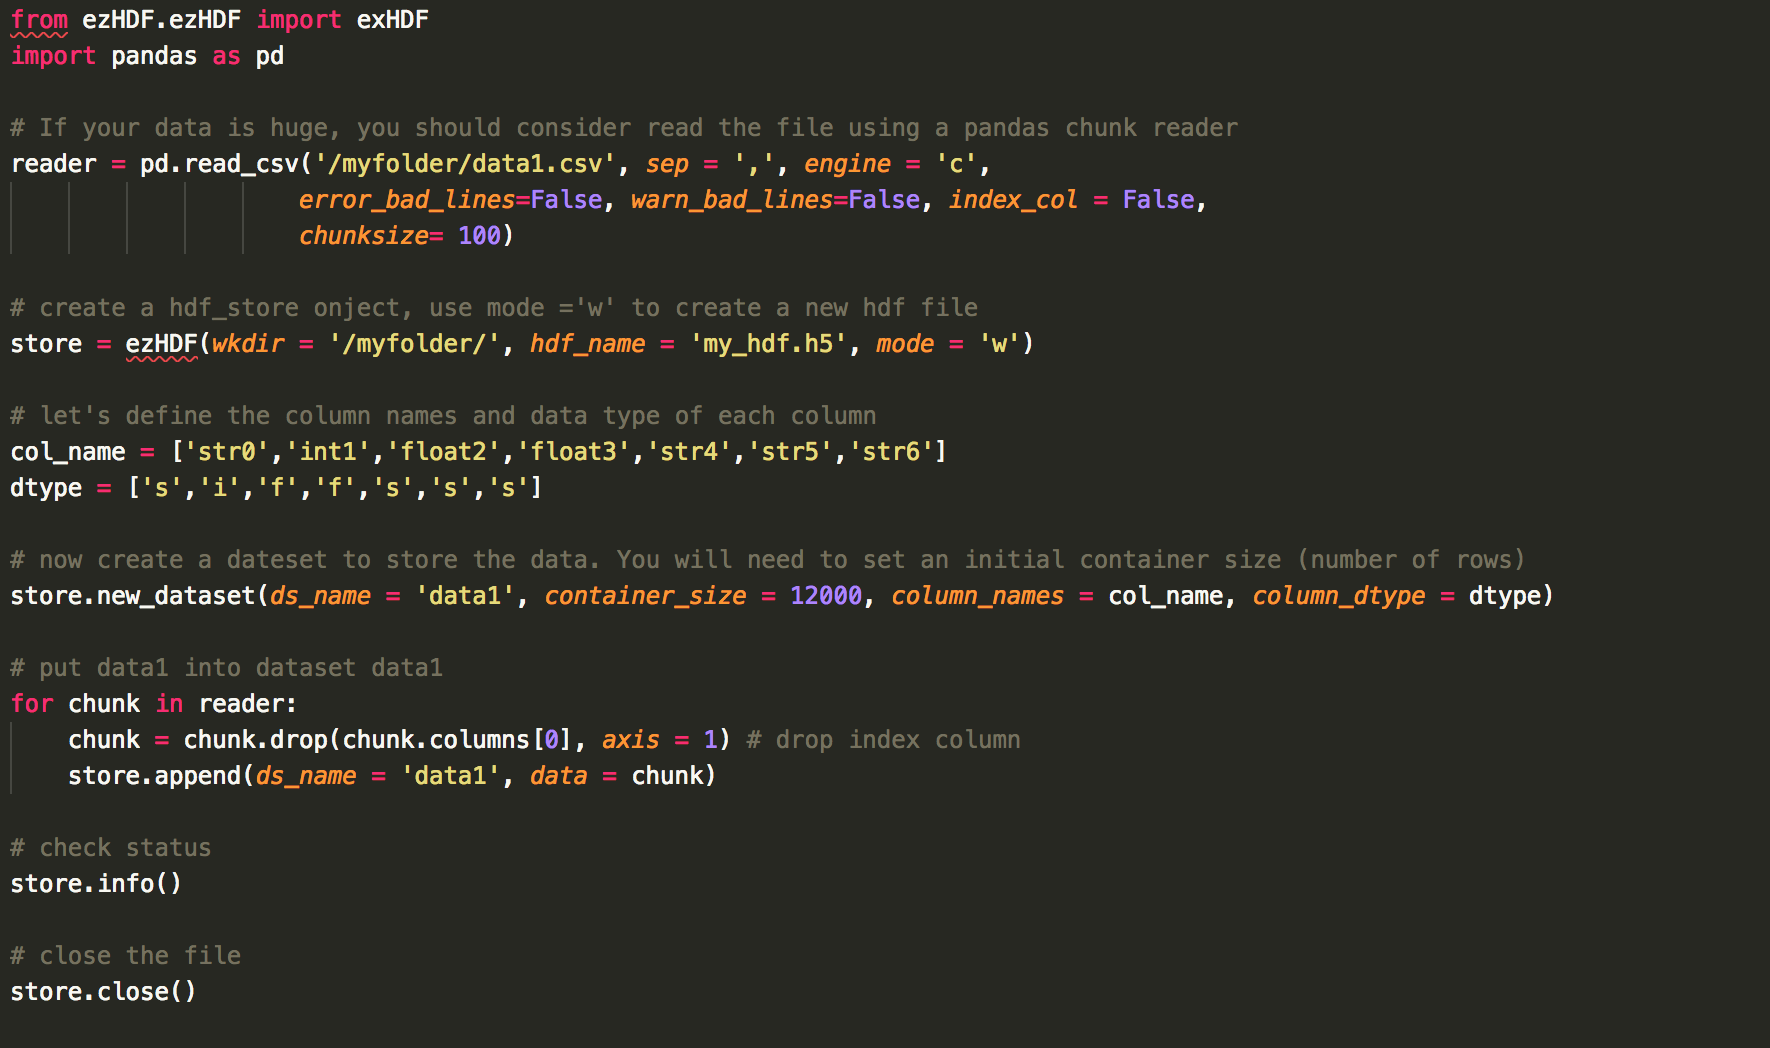 from ezHDF.ezHDF import exHDF
import pandas as pd
# If your data is huge, you should consider read the file using a pandas chunk reader
reader = pd.read_csv('/myfolder/data1.csv', sep = ',', engine = 'c',
error_bad_lines=False, warn_bad_lines=False, index_col = False,
chunksize= 100)
# create a hdf_store onject, use mode ='w' to create a new hdf file
store = ezHDF(wkdir = '/myfolder/', hdf_name = 'my_hdf.h5', mode = 'w')
# let's define the column names and data type of each column
col_name = ['str0','int1','float2','float3','str4','str5','str6']
dtype = ['s','i','f','f','s','s','s']
# now create a dateset to store the data. You will need to set an initial container size (number of rows)
store.new_dataset(ds_name = 'data1', container_size = 12000, column_names = col_name, column_dtype = dtype)
# put data1 into dataset data1
for chunk in reader:
    chunk = chunk.drop(chunk.columns[0], axis = 1) # drop index column
    store.append(ds_name = 'data1', data = chunk)
# check status
store.info()
# close the file
store.close()